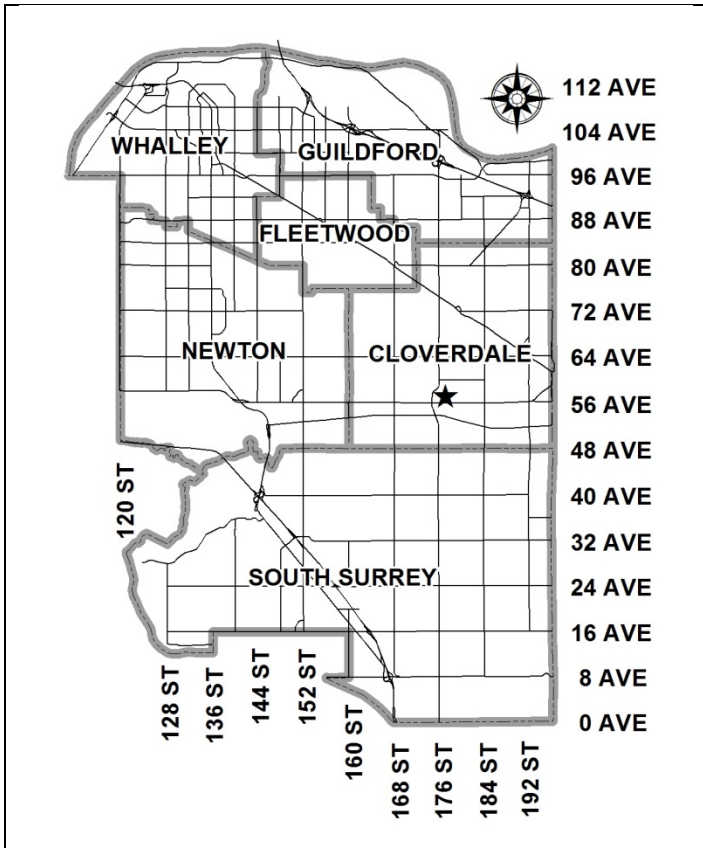 112 AVE
104 AVE
WHALLEY
GUILDFORD
96 AVE
88 AVE
FLEETWOOD
80 AVE
72 AVE
NEWTON
CLOVERDALE
64 AVE
56 AVE
48 AVE
120 ST
40 AVE
32 AVE
SOUTH SURREY
24 AVE
16 AVE
128 ST
136 ST
144 ST
152 ST
160 ST
8 AVE
0 AVE
168 ST
176 ST
184 ST
192 ST